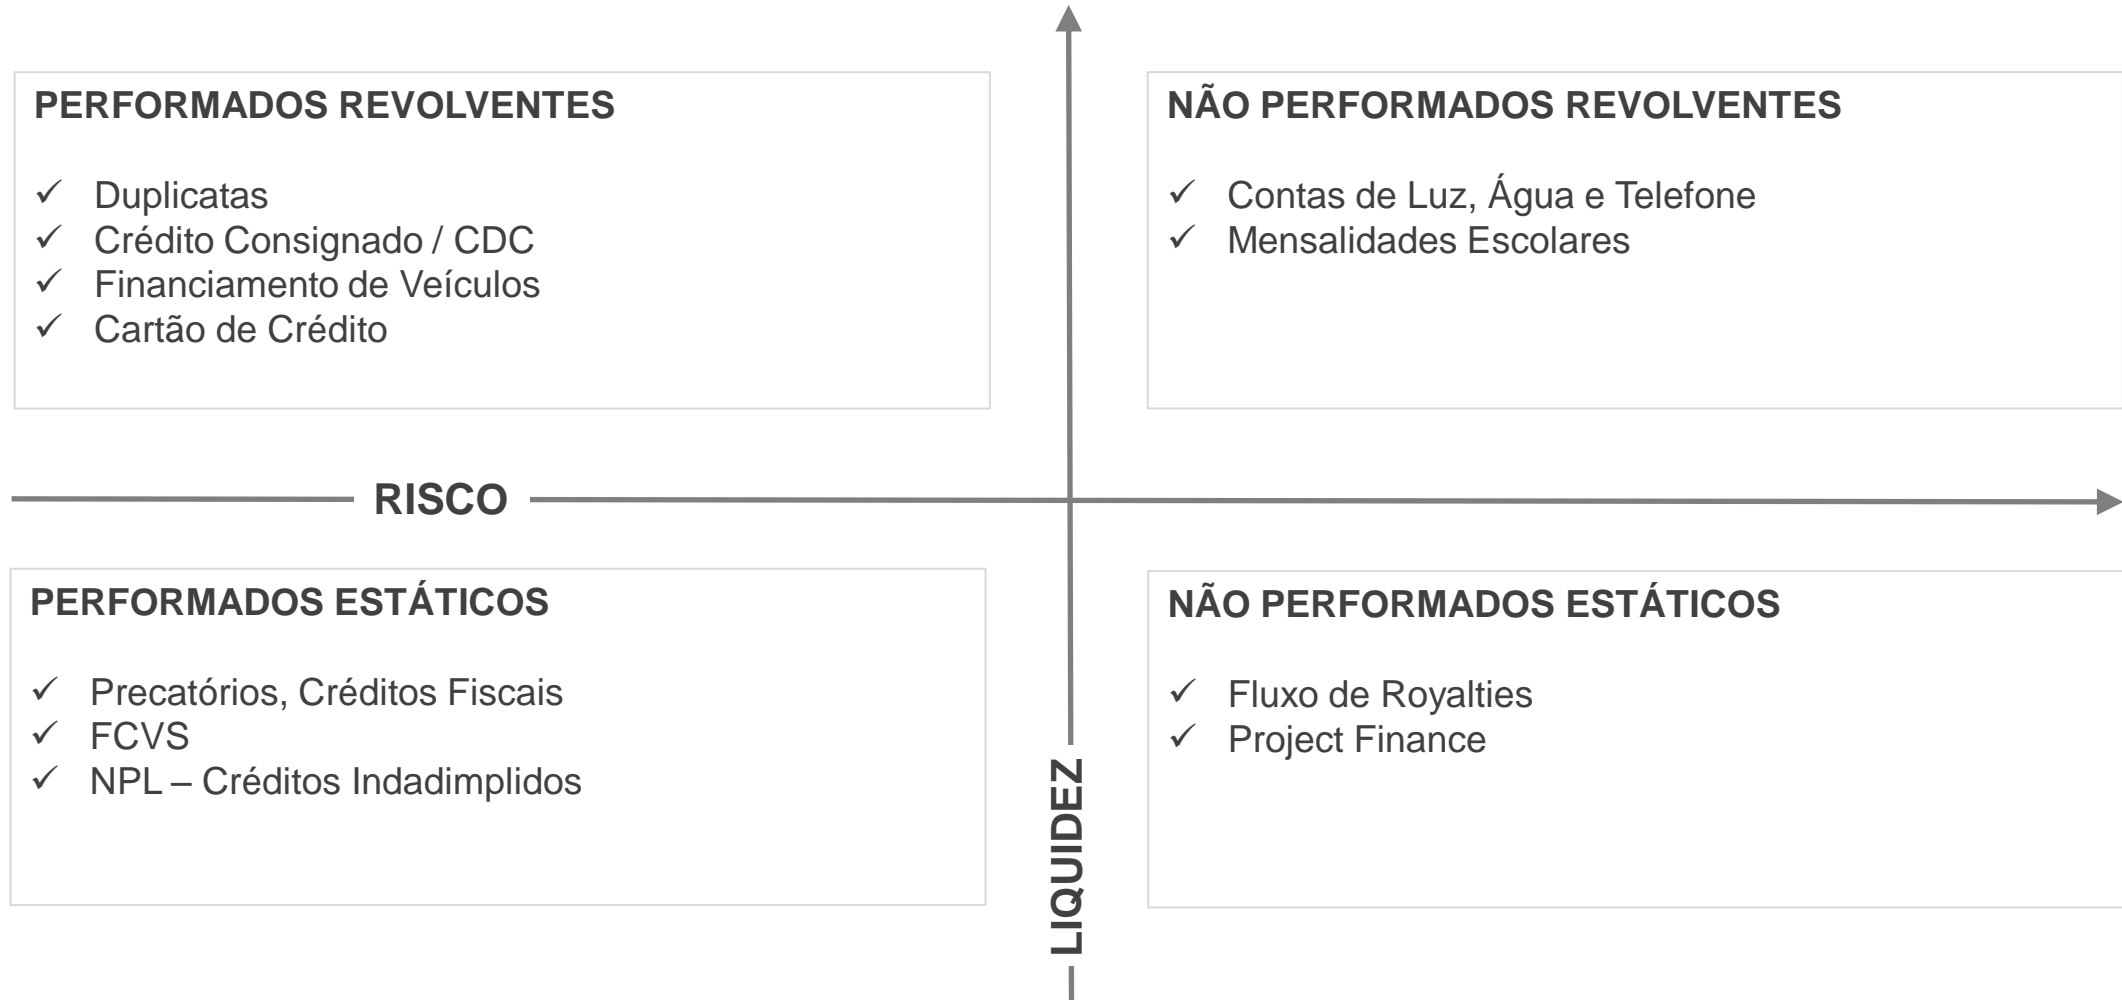 PERFORMADOS REVOLVENTES
✓ Duplicatas
✓ Crédito Consignado / CDC
✓ Financiamento de Veículos
✓ Cartão de Crédito
NÃO PERFORMADOS REVOLVENTES
✓ Contas de Luz, Água e Telefone
✓ Mensalidades Escolares
RISCO
PERFORMADOS ESTÁTICOS
✓ Precatórios, Créditos Fiscais
✓ FCVS
✓ NPL – Créditos Indadimplidos
LIQUIDEZ
NÃO PERFORMADOS ESTÁTICOS
✓ Fluxo de Royalties
✓ Project Finance